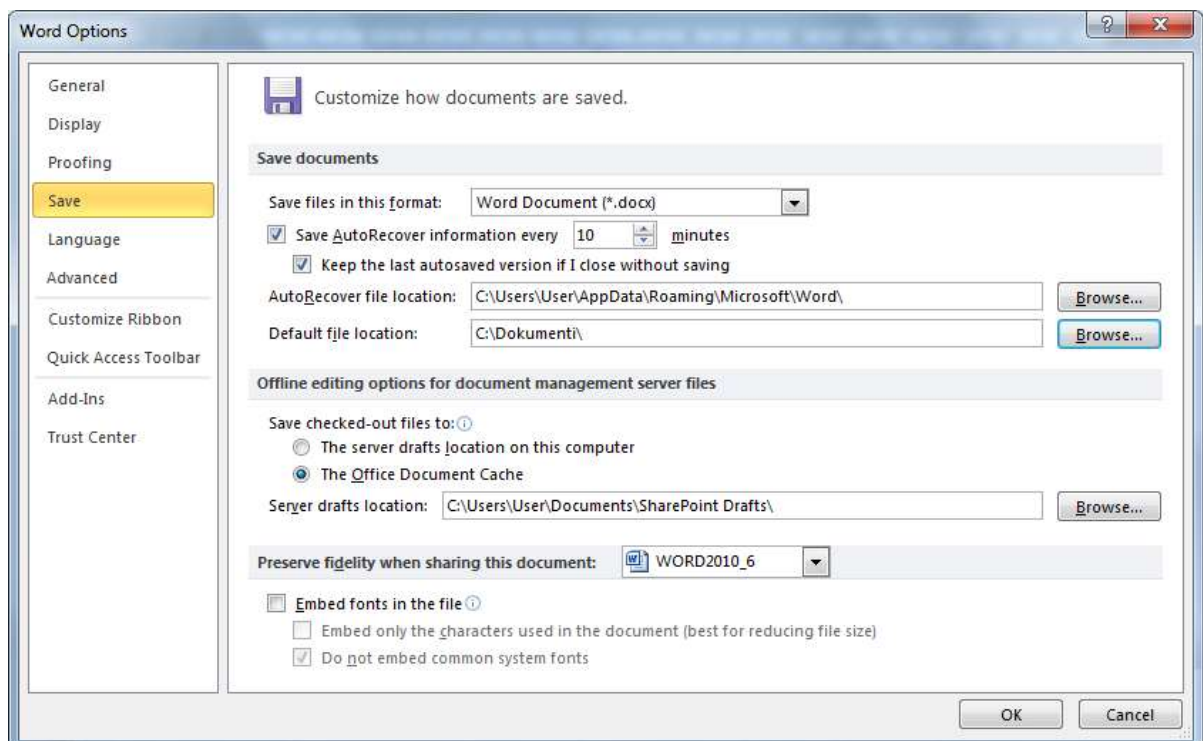 Word Options
General
Display
Proofing
Save
Language
Advanced
Customize Ribbon
Quick Access Toolbar
Add-Ins
Trust Center
Customize how documents are saved.
Save documents
Save files in this format: Word Document (*.docx)
Save AutoRecover information every 10 minutes
Keep the last autosaved version if I close without saving
AutoRecover file location: C:\Users\User\AppData\Roaming\Microsoft\Word\ Browse...
Default file location: C:\Dokumenti\ Browse...
Offline editing options for document management server files
Save checked-out files to:
The server drafts location on this computer
The Office Document Cache
Server drafts location: C:\Users\User\Documents\SharePoint Drafts\ Browse...
Preserve fidelity when sharing this document: WORD2010_6
Embed fonts in the file
Embed only the characters used in the document (best for reducing file size)
Do not embed common system fonts
OK Cancel